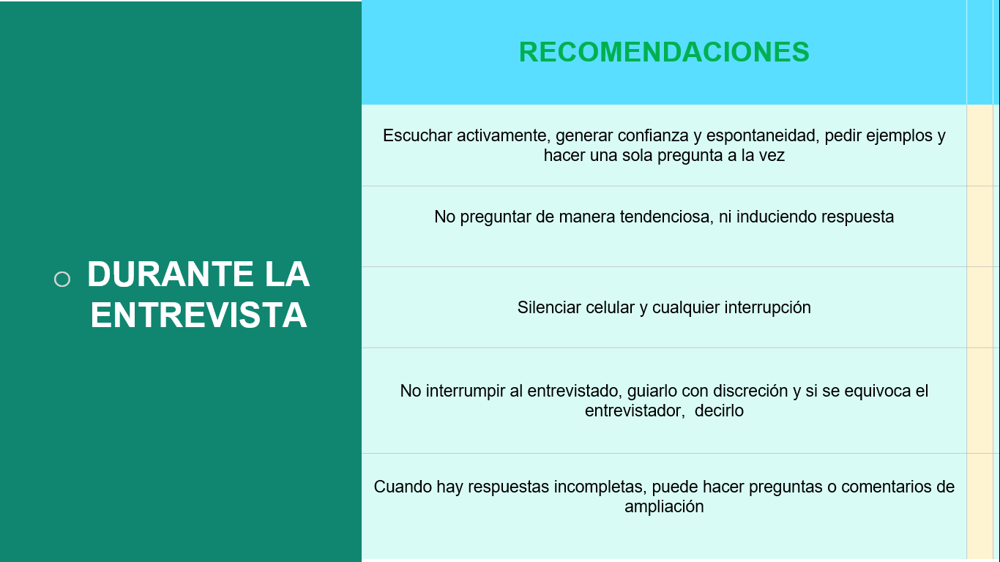 DURANTE LA
ENTREVISTA
RECOMENDACIONES
Escuchar activamente, generar confianza y espontaneidad, pedir ejemplos y
hacer una sola pregunta a la vez
No preguntar de manera tendenciosa, ni induciendo respuesta
Silenciar celular y cualquier interrupción
No interrumpir al entrevistado, guiarlo con discreción y si se equivoca el
entrevistador,  decirlo
Cuando hay respuestas incompletas, puede hacer preguntas o comentarios de
ampliación